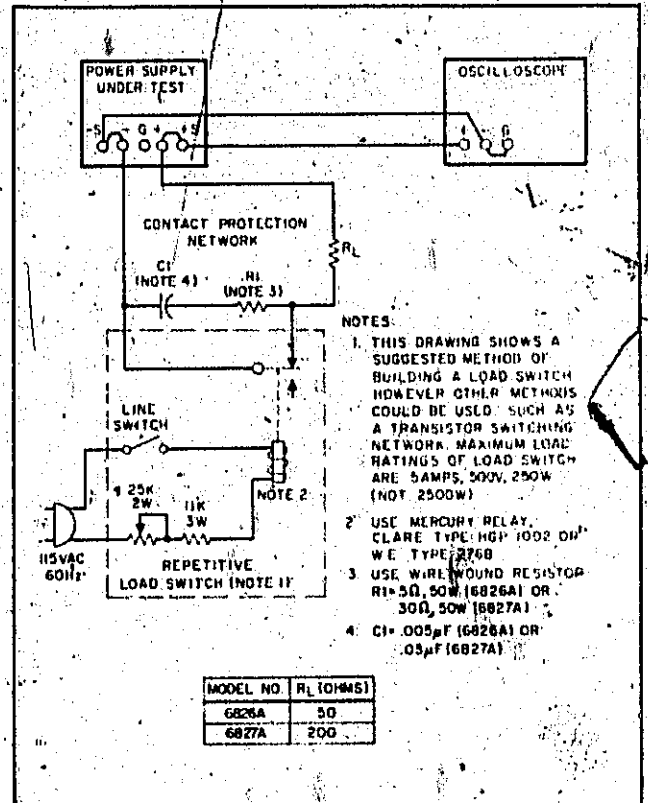 POWER SUPPLY
UNDER TEST
OSCILLOSCOPE
-S - G + +S
+ - G
CONTACT PROTECTION
NETWORK
C1
(NOTE 4)
R1
(NOTE 3)
RL
LINE
SWITCH
25K
2W
11K
3W
NOTE 2
115VAC
60Hz
REPETITIVE
LOAD SWITCH (NOTE 1)
NOTES
1. THIS DRAWING SHOWS A
SUGGESTED METHOD OF
BUILDING A LOAD SWITCH
HOWEVER OTHER METHODS
COULD BE USED. SUCH AS
A TRANSISTOR SWITCHING
NETWORK. MAXIMUM LOAD
RATINGS OF LOAD SWITCH
ARE 5AMPS, 500V, 250W
(NOT 2500W)
2 USE MERCURY RELAY,
CLARE TYPE HGP 1002 OR
W E TYPE 276B
3. USE WIRE WOUND RESISTOR
R1= 5Ω, 50W (6826A) OR
30Ω, 50W (6827A)
4. C1= .005µF (6826A) OR
.05µF (6827A)
MODEL NO. RL (OHMS)
6826A 50
6827A 200